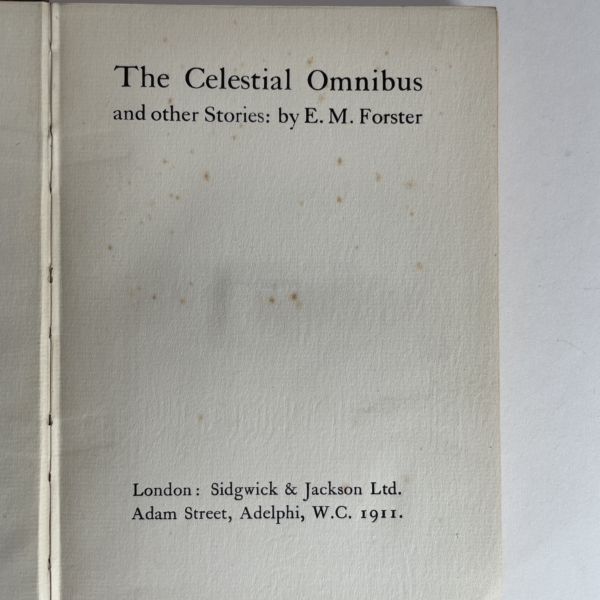 The Celestial Omnibus
and other Stories: by E. M. Forster
London: Sidgwick & Jackson Ltd.
Adam Street, Adelphi, W.C. 1911.